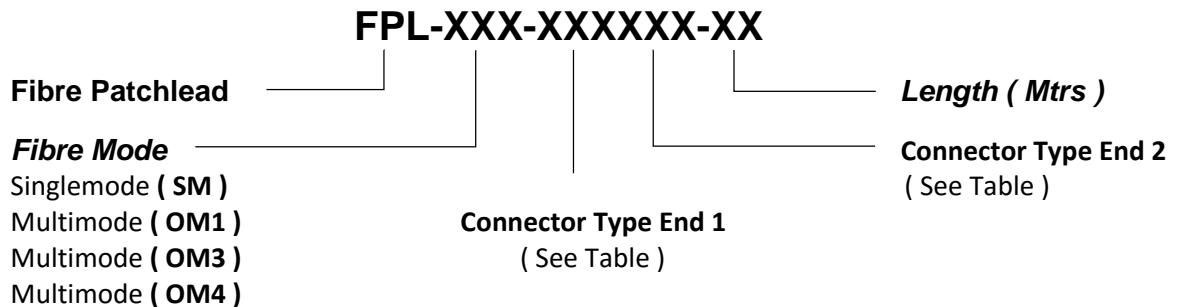 FPL-XXX-XXXXXX-XX
Fibre Patchlead
Length ( Mtrs )
Fibre Mode
Connector Type End 2
Singlemode ( SM )
( See Table )
Multimode ( OM1 )
Connector Type End 1
Multimode ( OM3 )
( See Table )
Multimode ( OM4 )